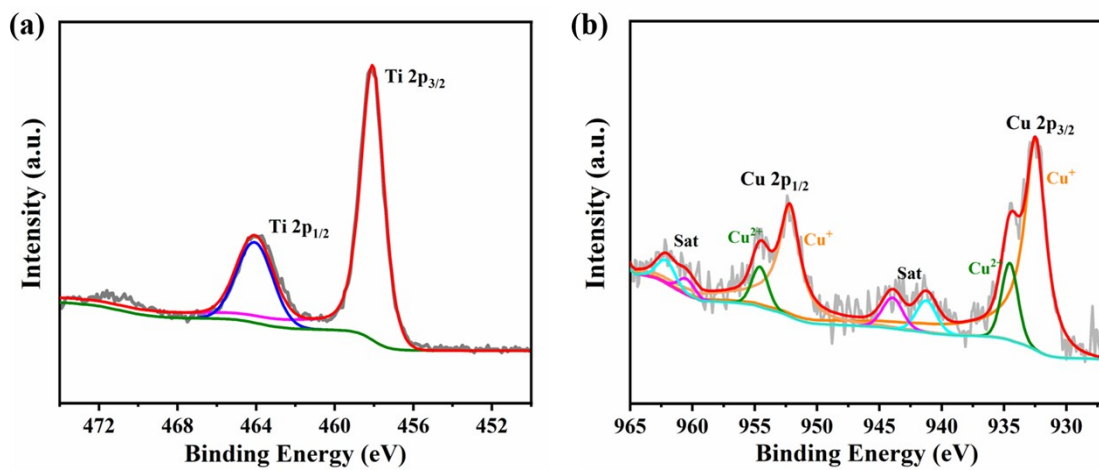 (a)
Ti 2p3/2
Ti 2p1/2
Intensity (a.u.)
472 468 464 460 456 452
Binding Energy (eV)
(b)
Cu 2p3/2
Cu+
Cu 2p1/2
Cu2+
Cu+
Sat
Sat
Cu2+
Intensity (a.u.)
965 960 955 950 945 940 935 930
Binding Energy (eV)